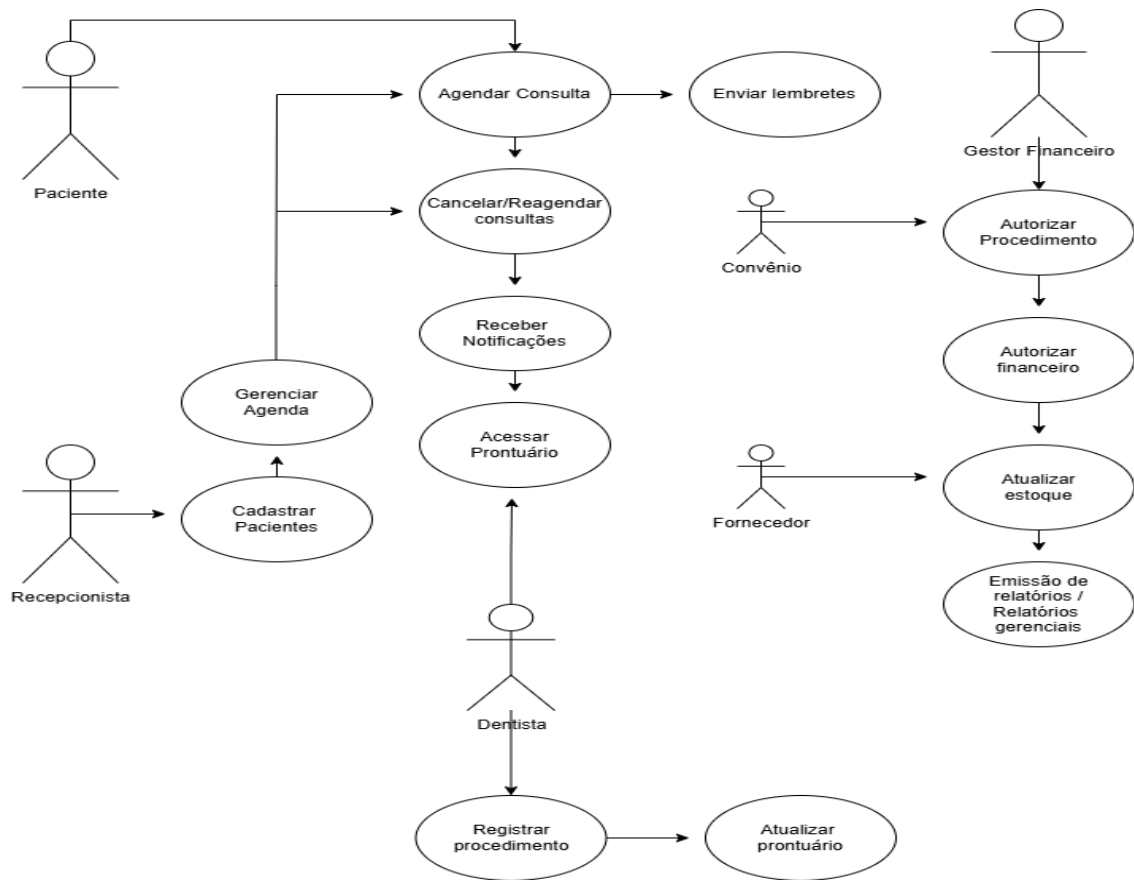 Agendar Consulta
Enviar lembretes
Paciente
Gestor Financeiro
Cancelar/Reagendar
consultas
Convênio
Autorizar
Procedimento
Receber
Notificações
Autorizar
financeiro
Gerenciar
Agenda
Acessar
Prontuário
Recepcionista
Cadastrar
Pacientes
Fornecedor
Atualizar
estoque
Emissão de
relatórios /
Relatórios
gerenciais
Dentista
Registrar
procedimento
Atualizar
prontuário